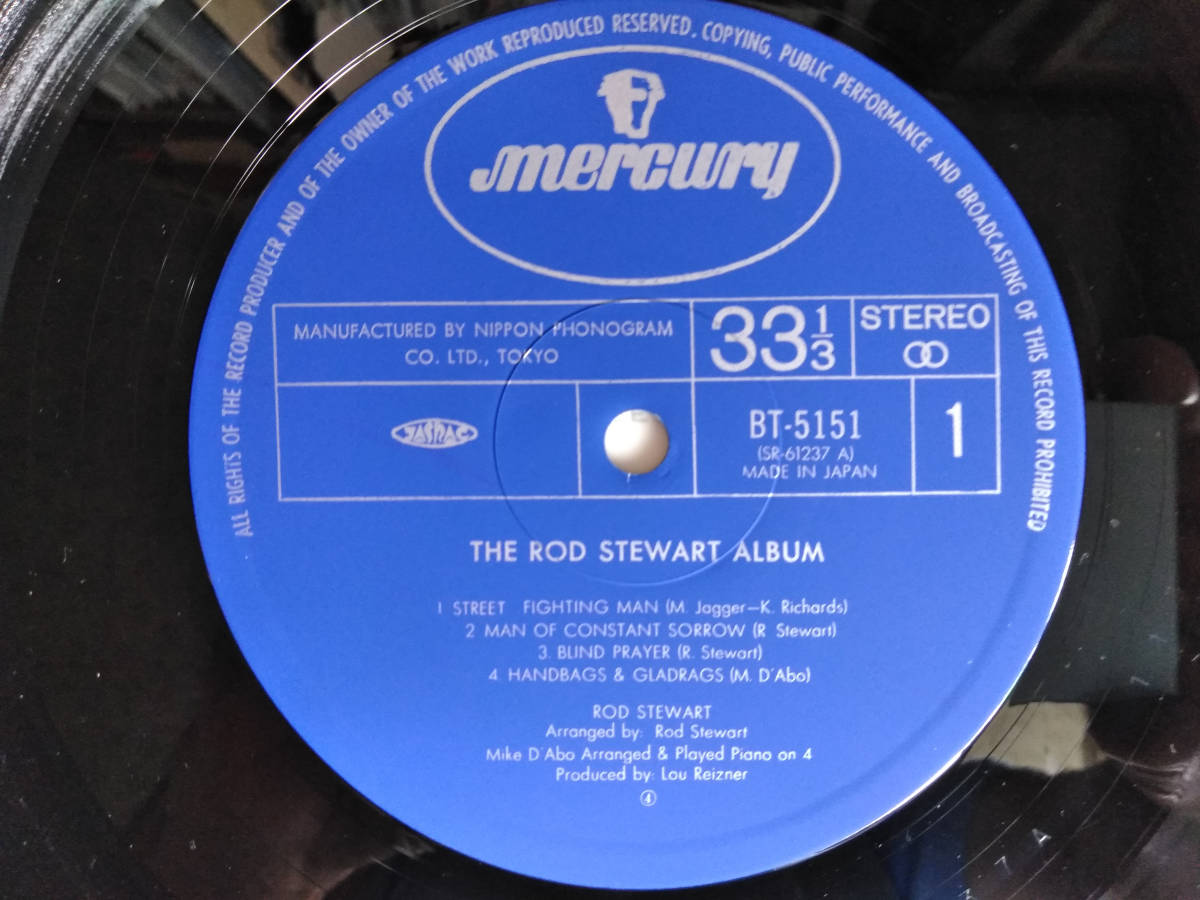 ALL RIGHTS OF THE RECORD PRODUCER AND OF THE OWNER OF THE WORK REPRODUCED RESERVED. COPYING, PUBLIC PERFORMANCE AND BROADCASTING OF THIS RECORD PROHIBITED
mercury
MANUFACTURED BY NIPPON PHONOGRAM
CO. LTD., TOKYO
33 1/3
STEREO
JASRAC
BT-5151
(SR-61237 A)
MADE IN JAPAN
1
THE ROD STEWART ALBUM
1 STREET FIGHTING MAN (M. Jagger—K. Richards)
2 MAN OF CONSTANT SORROW (R Stewart)
3. BLIND PRAYER (R. Stewart)
4. HANDBAGS & GLADRAGS (M. D'Abo)
ROD STEWART
Arranged by: Rod Stewart
Mike D'Abo Arranged & Played Piano on 4
Produced by: Lou Reizner
④